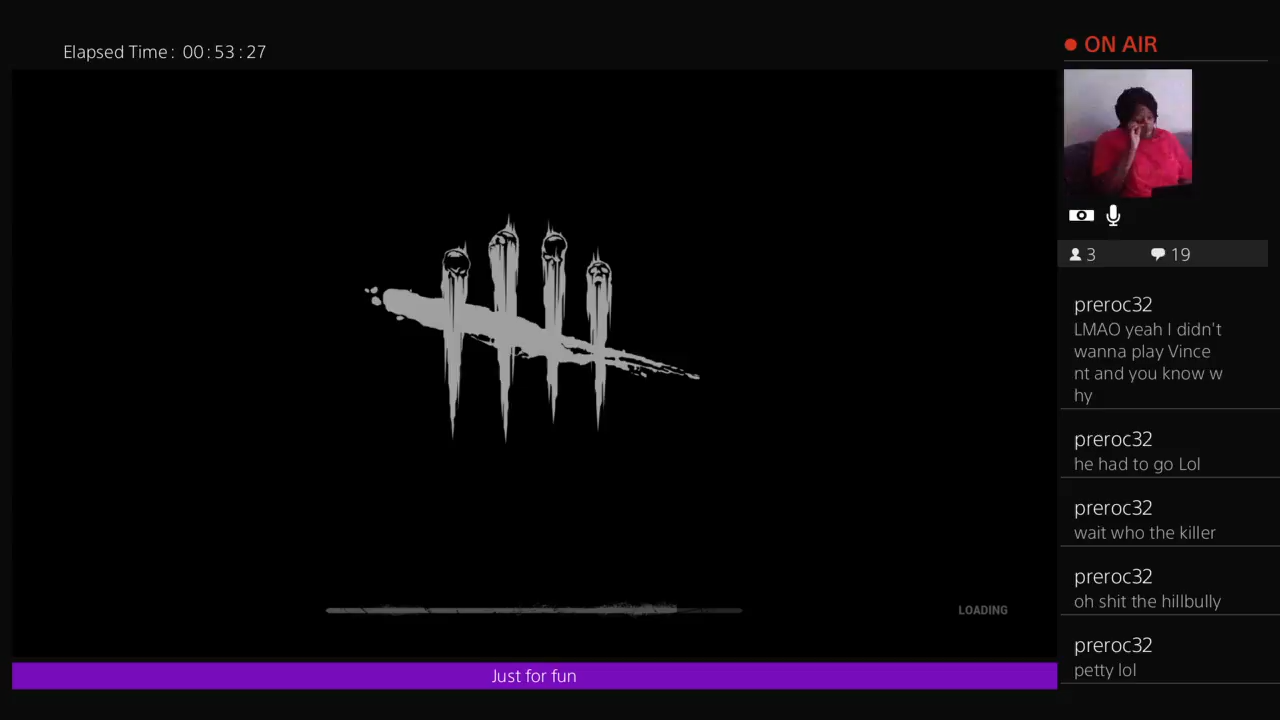 Elapsed Time: 00:53:27
ON AIR
3 19
preroc32
LMAO yeah I didn't
wanna play Vince
nt and you know w
hy
preroc32
he had to go Lol
preroc32
wait who the killer
preroc32
oh shit the hillbully
preroc32
petty lol
LOADING
Just for fun